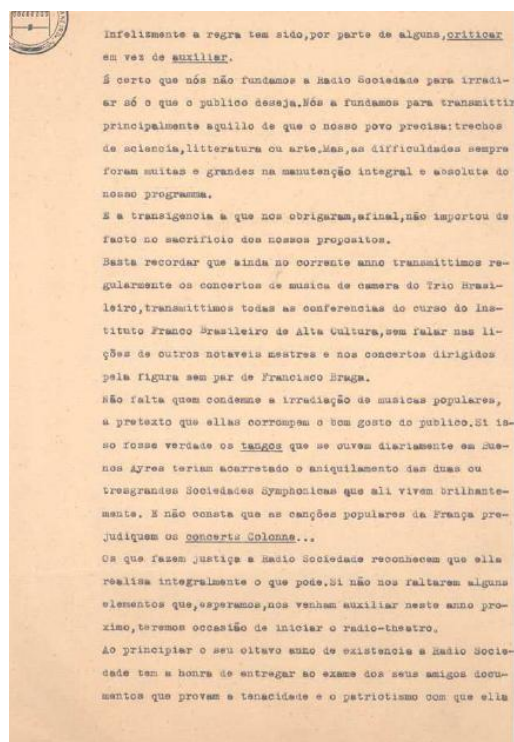 Infelizmente a regra tem sido,por parte de alguns,criticar
em vez de auxiliar.
É certo que nós não fundamos a Radio Sociedade para irradi-
ar só o que o publico deseja.Nós a fundamos para transmittir
principalmente aquillo de que o nosso povo precisa:trechos
de sciencia,litteratura ou arte.Mas,as difficuldades sempre
foram muitas e grandes na manutenção integral e absoluta do
nosso programma.
E a transigencia a que nos obrigaram,afinal,não importou de
facto no sacrificio dos nossos propositos.
Basta recordar que ainda no corrente anno transmittimos re-
gularmente os concertos de musica de camera do Trio Brasi-
leiro,transmittimos todas as conferencias do curso do Ins-
tituto Franco Brasileiro de Alta Cultura,sem falar nas li-
ções de outros notaveis mestres e nos concertos dirigidos
pela figura sem par de Francisco Braga.
Não falta quem condemne a irradiação de musicas populares,
a pretexto que ellas corrompem o bom gosto do publico.Si is-
so fosse verdade os tangos que se ouvem diariamente em Bue-
nos Ayres teriam acarretado o aniquilamento das duas ou
tresgrandes Sociedades Symphonicas que ali vivem brilhante-
mente. E não consta que as canções populares da França pre-
judiquem os concerts Colonne...
Os que fazem justiça a Radio Sociedade reconhecem que ella
realisa integralmente o que pode.Si não nos faltarem alguns
elementos que,esperamos,nos venham auxiliar neste anno pro-
ximo,teremos occasião de iniciar o radio-theatro.
Ao principiar o seu oitavo anno de existencia a Radio Socie-
dade tem a honra de entregar ao exame dos seus amigos docu-
mentos que provam a tenacidade e o patriotismo com que ella